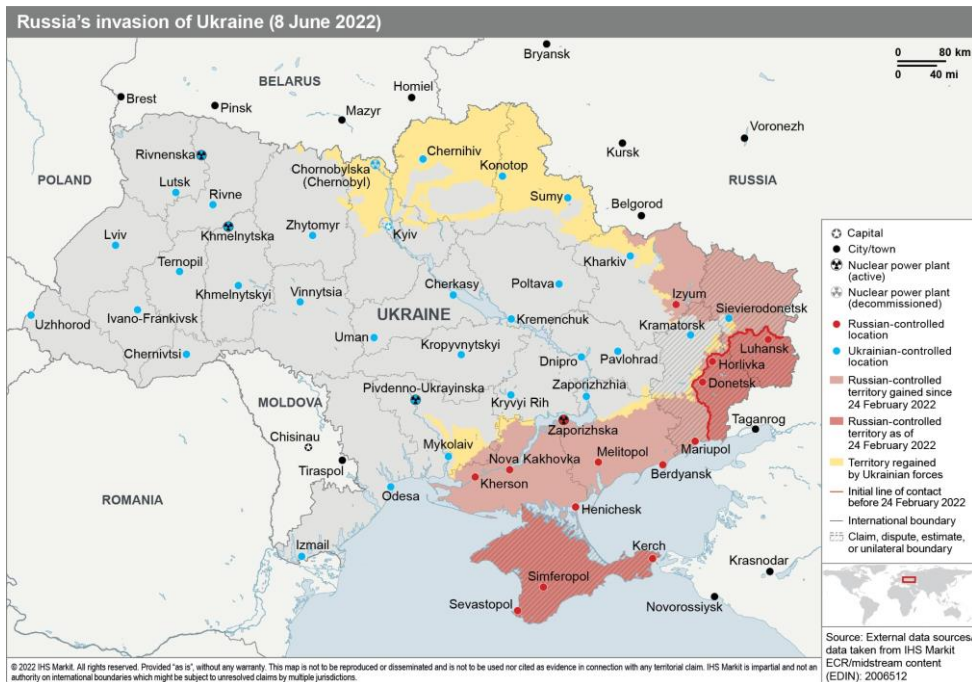 Russia's invasion of Ukraine (8 June 2022)
0 80 km
0 40 mi
Bryansk
BELARUS
Homiel
Brest
Pinsk
Mazyr
Voronezh
Rivnenska
Chornobylska
(Chernobyl)
Chernihiv
Konotop
Kursk
POLAND
Lutsk
Rivne
Sumy
RUSSIA
Belgorod
Lviv
Khmelnytska
Zhytomyr
Kyiv
Kharkiv
Ternopil
Khmelnytskyi
Vinnytsia
Cherkasy
Poltava
Izyum
Sievierodonetsk
Uzhhorod
Ivano-Frankivsk
UKRAINE
Kremenchuk
Kramatorsk
Luhansk
Chernivtsi
Uman
Kropyvnytskyi
Dnipro
Pavlohrad
Horlivka
Donetsk
Pivdenno-Ukrayinska
Kryvyi Rih
Zaporizhzhia
MOLDOVA
Chisinau
Tiraspol
Mykolaiv
Zaporizhska
Taganrog
Mariupol
Nova Kakhovka
Melitopol
Berdyansk
Kherson
ROMANIA
Odesa
Henichesk
Izmail
Kerch
Krasnodar
Simferopol
Sevastopol
Novorossiysk
Capital
City/town
Nuclear power plant
(active)
Nuclear power plant
(decommissioned)
Russian-controlled
location
Ukrainian-controlled
location
Russian-controlled
territory gained since
24 February 2022
Russian-controlled
territory as of
24 February 2022
Territory regained
by Ukrainian forces
Initial line of contact
before 24 February 2022
International boundary
Claim, dispute, estimate,
or unilateral boundary
Source: External data sources/
data taken from IHS Markit
ECR/midstream content
(EDIN): 2006512
© 2022 IHS Markit. All rights reserved. Provided "as is", without any warranty. This map is not to be reproduced or disseminated and is not to be used nor cited as evidence in connection with any territorial claim. IHS Markit is impartial and not an
authority on international boundaries which might be subject to unresolved claims by multiple jurisdictions.